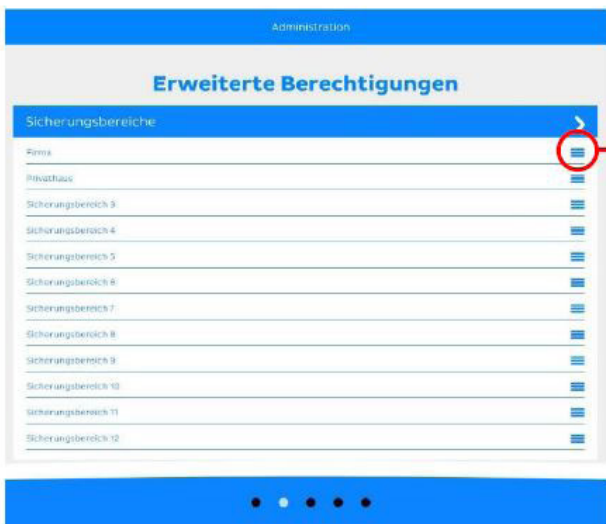 Administration
Erweiterte Berechtigungen
Sicherungsbereiche
Firma
Privathaus
Sicherungsbereich 3
Sicherungsbereich 4
Sicherungsbereich 5
Sicherungsbereich 6
Sicherungsbereich 7
Sicherungsbereich 8
Sicherungsbereich 9
Sicherungsbereich 10
Sicherungsbereich 11
Sicherungsbereich 12